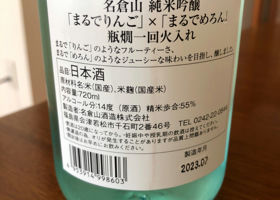 名倉山 純米吟醸
「まるでりんご」×「まるでめろん」
瓶燗一回火入れ
まるで「りんご」のようなフルーティーさ、
まるで「めろん」のようなジューシーな味わいを目指し、醸しました。
品目 日本酒
原材料名:米(国産)、米麹(国産米)
内容量:720ml
アルコール分:14度(原酒) 精米歩合:55%
製造者:名倉山酒造株式会社
福島県会津若松市千石町2番46号 TEL 0242-22-0844
製造年月
2023.07
4 953914 998603